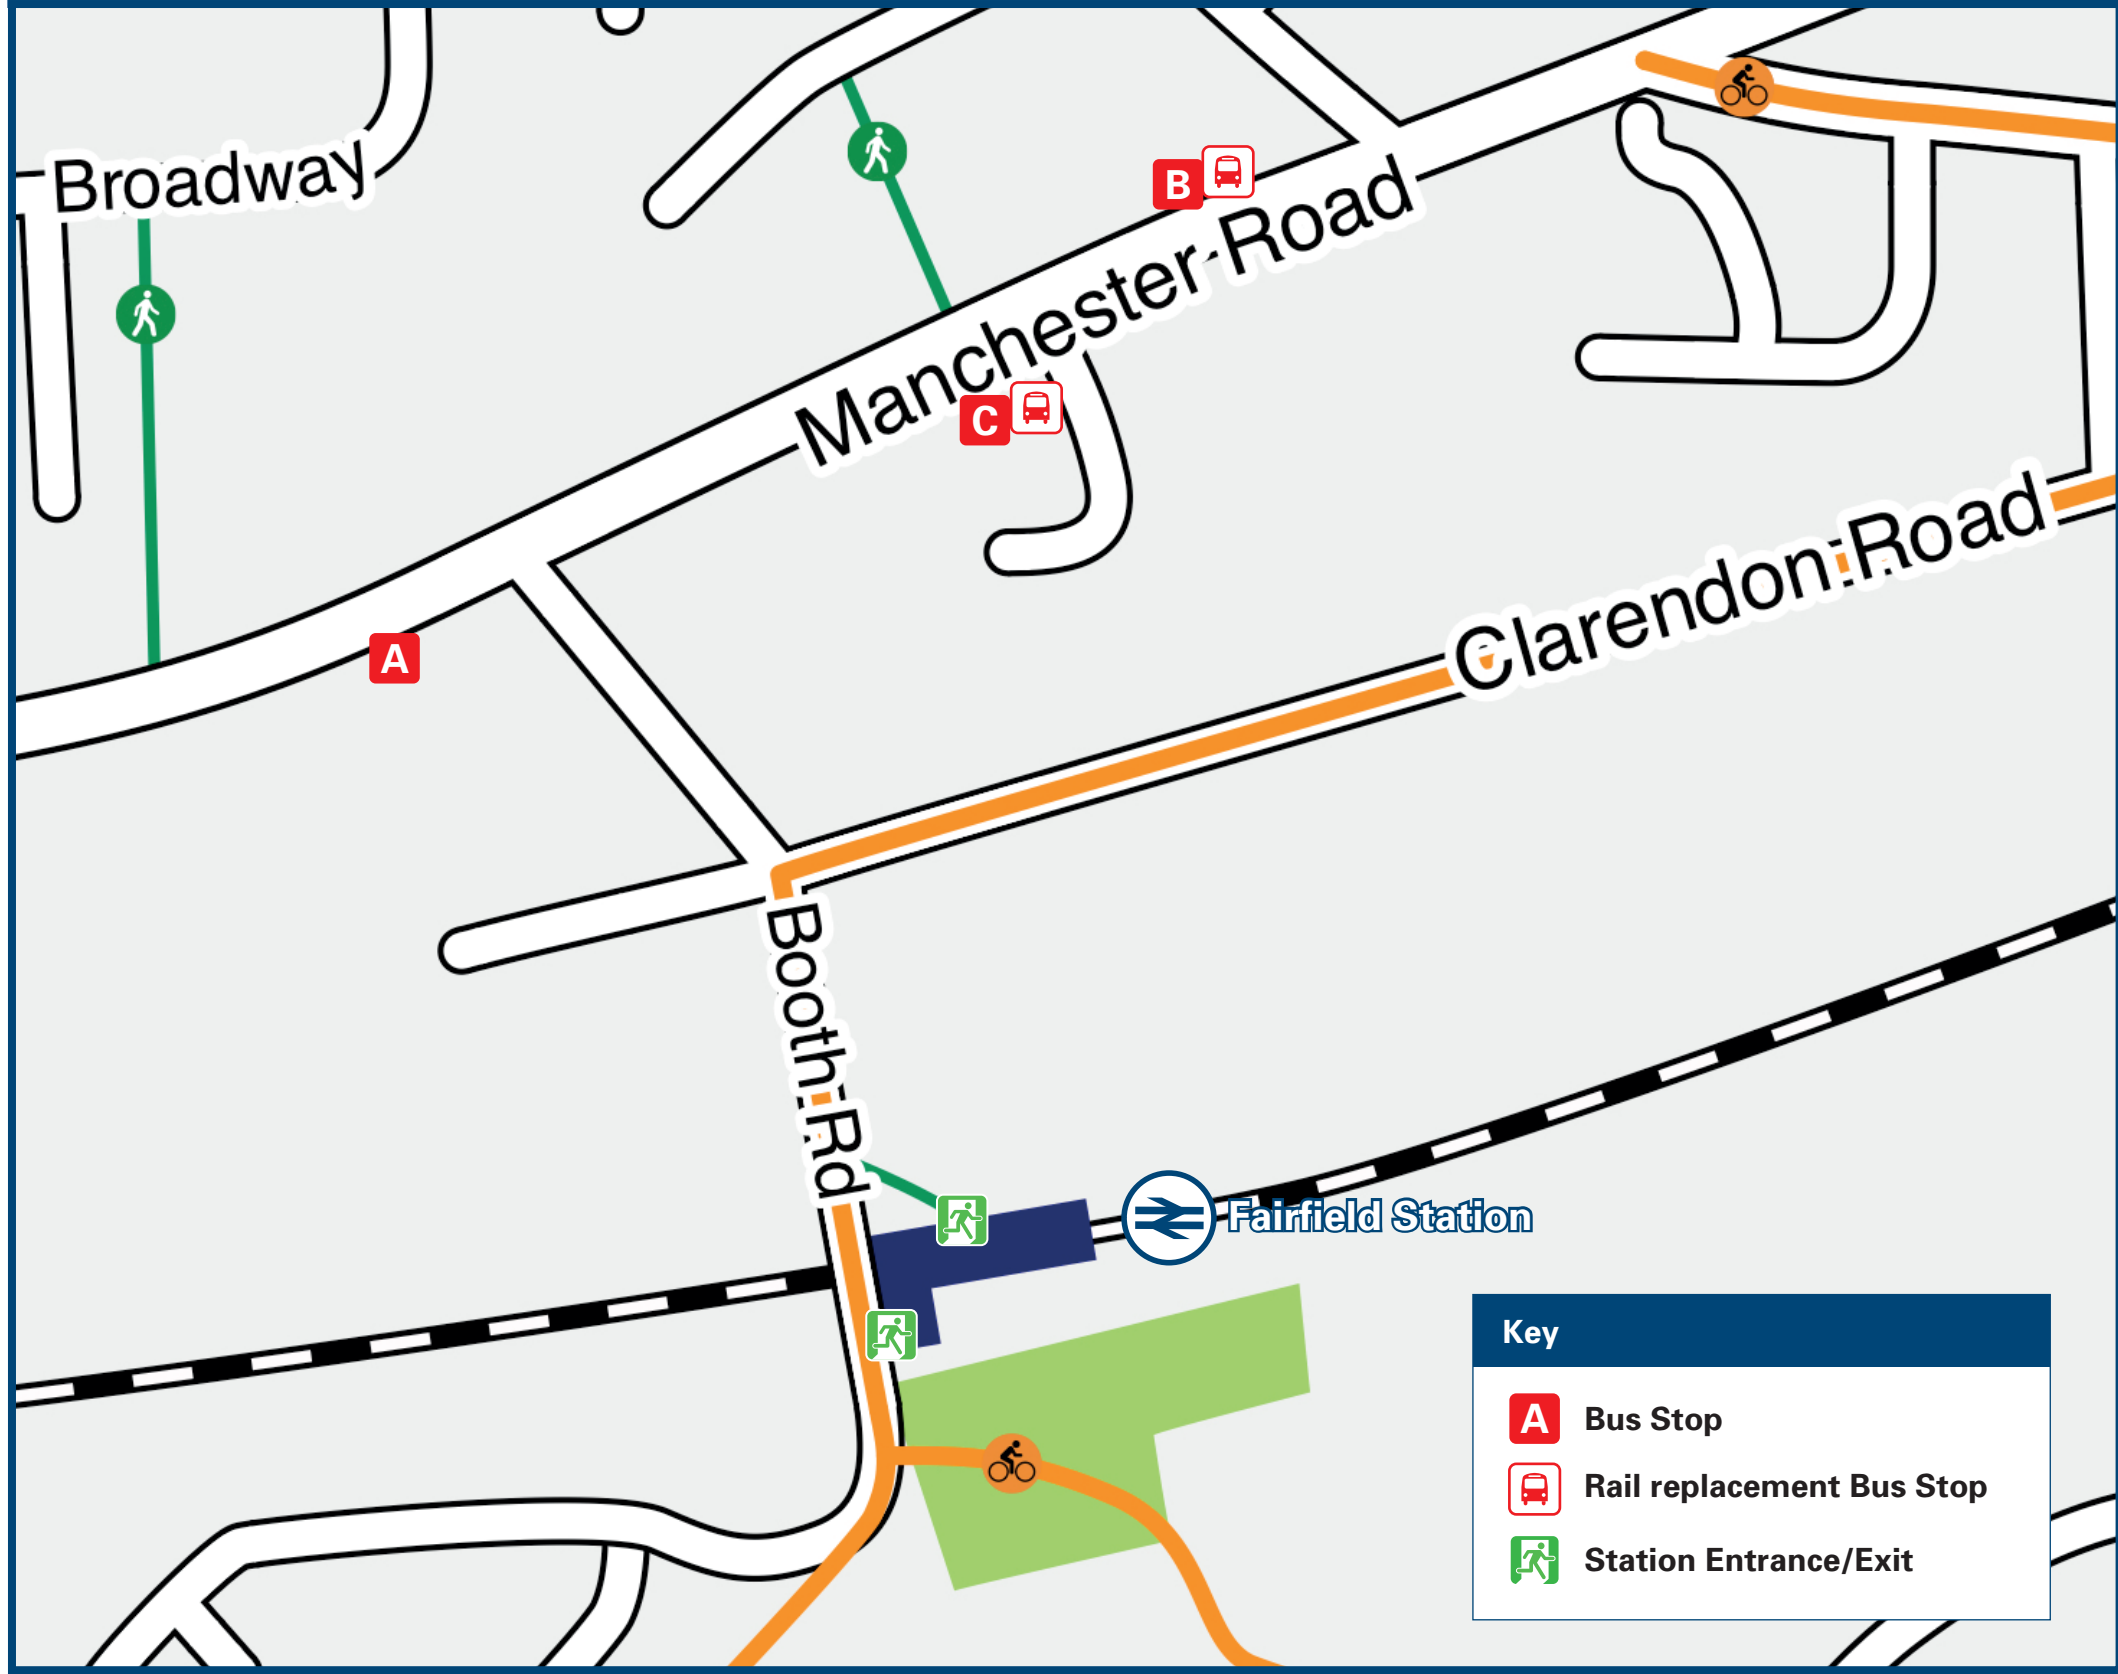 Broadway
B
Manchester Road
C
A
Clarendon Road
Booth Rd
Fairfield Station
Key
A Bus Stop
Rail replacement Bus Stop
Station Entrance/Exit